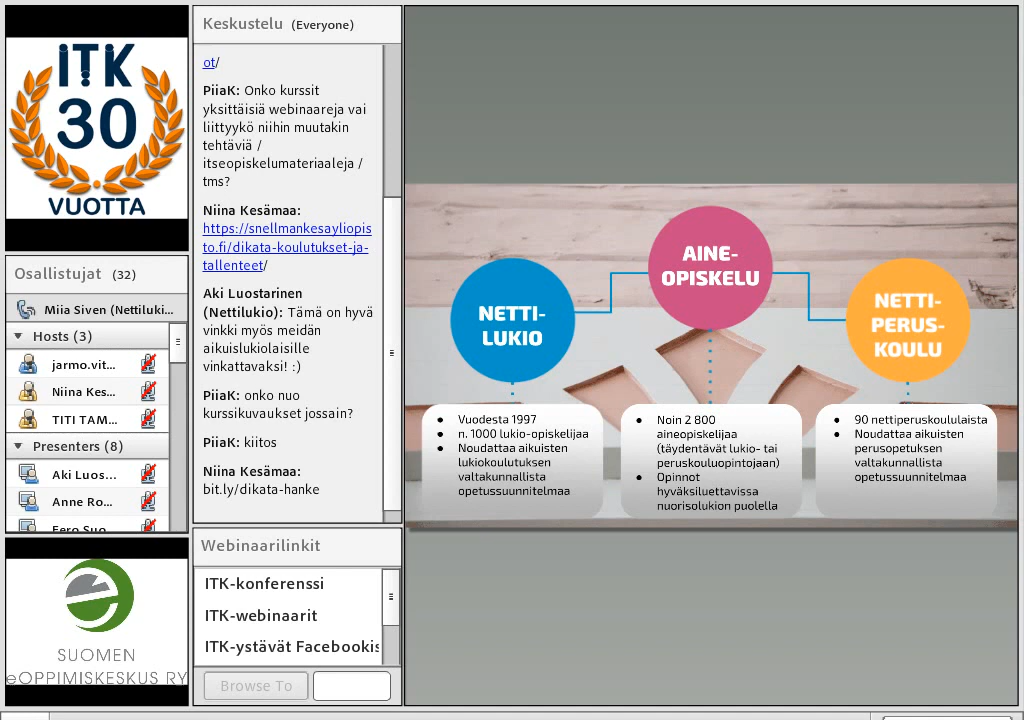 ITK
30
VUOTTA
Osallistujat (32)
Miia Siven (Nettiluki...
Hosts (3)
jarmo.vit...
Niina Kes...
TITI TAM...
Presenters (8)
Aki Luos...
Anne Ro...
Eero Suo
SUOMEN
eOPPIMISKESKUS RY
Keskustelu (Everyone)
ot/
PiiaK: Onko kurssit
yksittäisiä webinaareja vai
liittyykö niihin muutakin
tehtäviä /
itseopiskelumateriaaleja /
tms?
Niina Kesämaa:
https://snellmankesayliopis
to.fi/dikata-koulutukset-ja-
tallenteet/
Aki Luostarinen
(Nettilukio): Tämä on hyvä
vinkki myös meidän
aikuislukiolaisille
vinkattavaksi! :)
PiiaK: onko nuo
kurssikuvaukset jossain?
PiiaK: kiitos
Niina Kesämaa:
bit.ly/dikata-hanke
Webinaarilinkit
ITK-konferenssi
ITK-webinaarit
ITK-ystävät Facebookis
Browse To
NETTI-
LUKIO
AINE-
OPISKELU
NETTI-
PERUS-
KOULU
● Vuodesta 1997
● n. 1000 lukio-opiskelijaa
● Noudattaa aikuisten
lukiokoulutuksen
valtakunnallista
opetussuunnitelmaa
● Noin 2 800
aineopiskelijaa
(täydentävät lukio- tai
peruskouluopintojaan)
● Opinnot
hyväksiluettavissa
nuorisolukion puolella
● 90 nettiperuskoululaista
● Noudattaa aikuisten
perusopetuksen
valtakunnallista
opetussuunnitelmaa